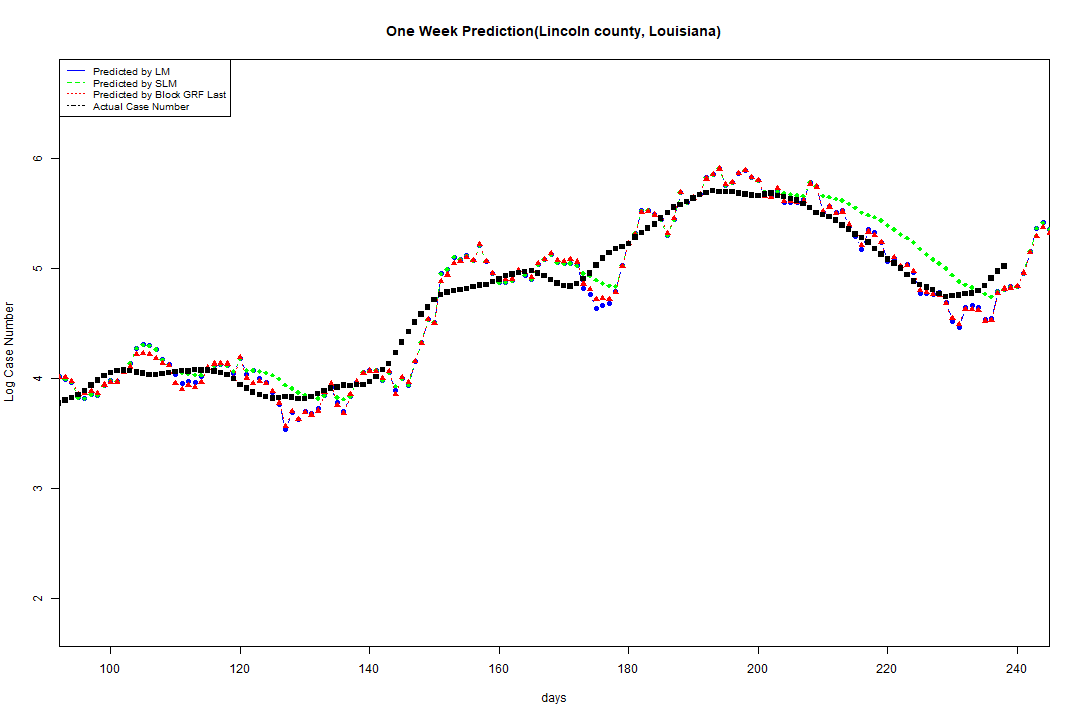 One Week Prediction(Lincoln county, Louisiana)
Predicted by LM
Predicted by SLM
Predicted by Block GRF Last
Actual Case Number
6
5
4
3
2
Log Case Number
100 120 140 160 180 200 220 240
days